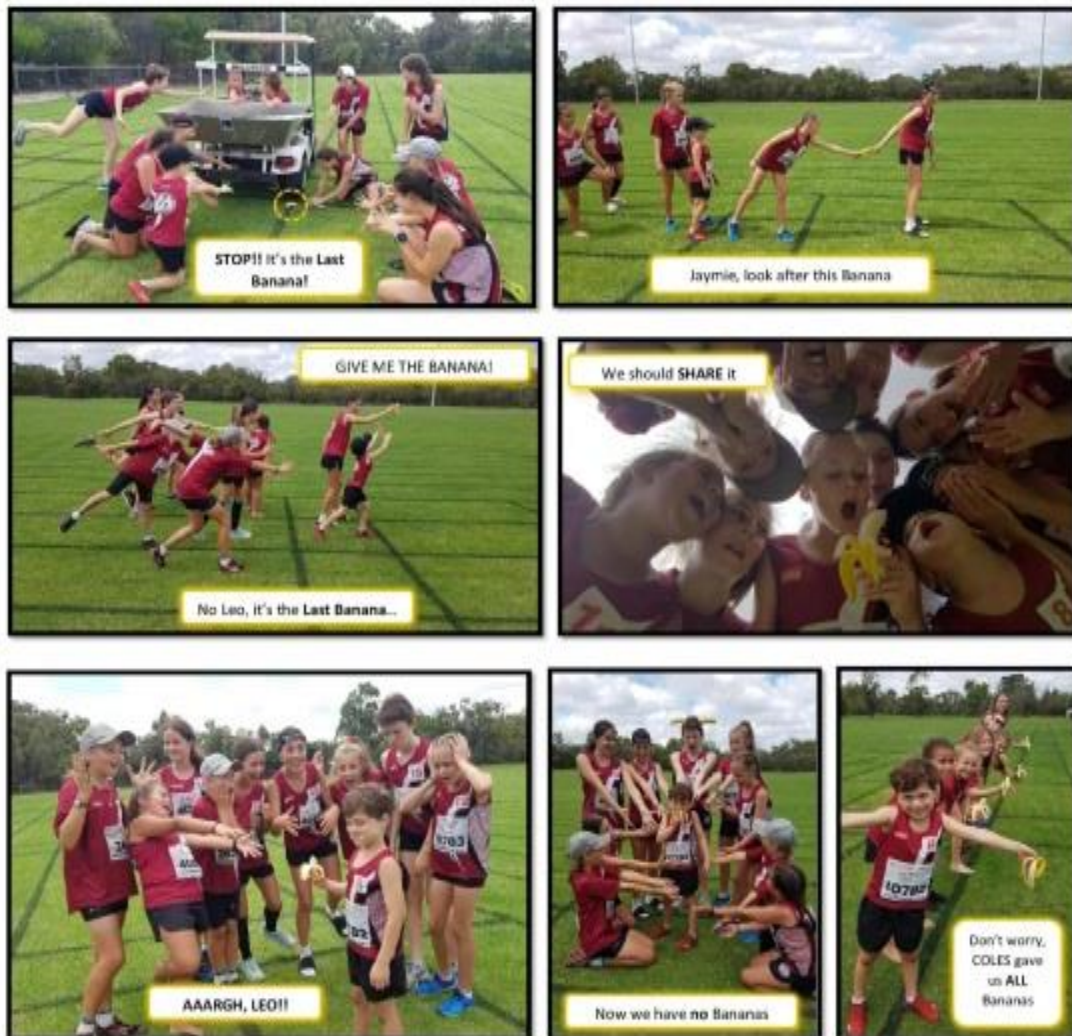 STOP!! It's the Last
Banana!
Jaymie, look after this Banana
GIVE ME THE BANANA!
No Leo, it's the Last Banana...
We should SHARE it
AAARGH, LEO!!
Now we have no Bananas
10782
Don't worry,
COLES gave
us ALL
Bananas